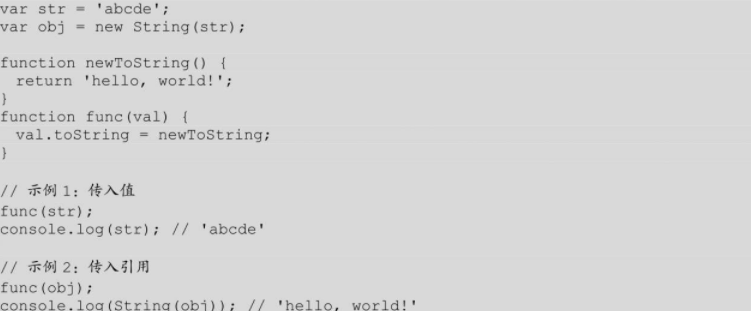 var str = 'abcde';
var obj = new String(str);
function newToString() {
  return 'hello, world!';
}
function func(val) {
  val.toString = newToString;
}
// 示例 1：传入值
func(str);
console.log(str); // 'abcde'
// 示例 2：传入引用
func(obj);
console.log(String(obj)); // 'hello, world!'